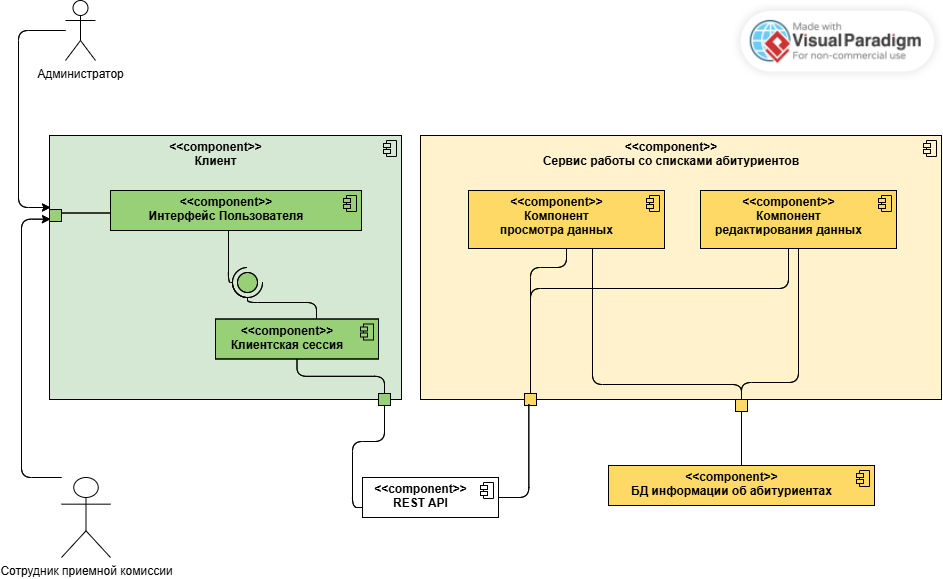 Made with
VisualParadigm
For non-commercial use
Администратор
<<component>>
Клиент
<<component>>
Интерфейс Пользователя
<<component>>
Клиентская сессия
<<component>>
Сервис работы со списками абитуриентов
<<component>>
Компонент
просмотра данных
<<component>>
Компонент
редактирования данных
<<component>>
REST API
<<component>>
БД информации об абитуриентах
Сотрудник приемной комиссии